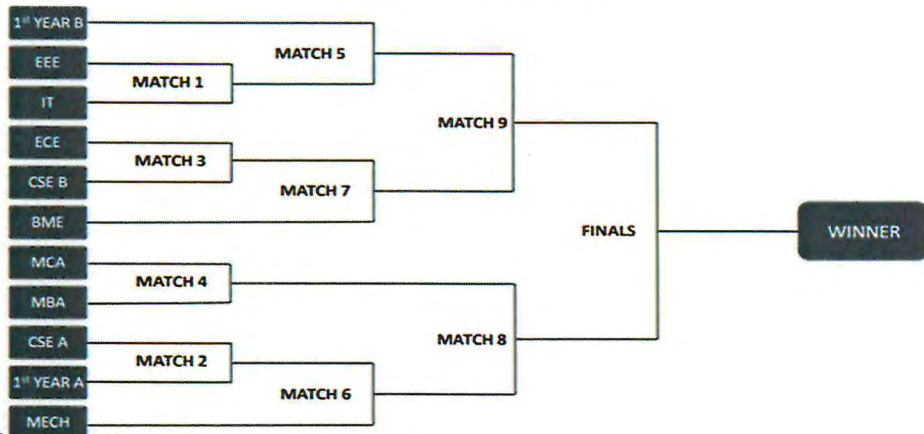 1st YEAR B
EEE
IT
ECE
CSE B
BME
MCA
MBA
CSE A
1st YEAR A
MECH
MATCH 1
MATCH 3
MATCH 4
MATCH 2
MATCH 5
MATCH 7
MATCH 6
MATCH 9
MATCH 8
FINALS
WINNER